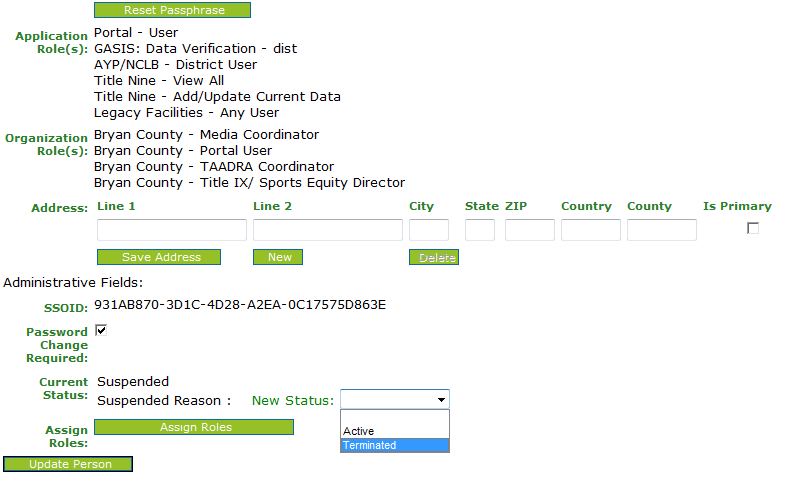 Reset Passphrase
Application Role(s):
Portal - User
GASIS: Data Verification - dist
AYP/NCLB - District User
Title Nine - View All
Title Nine - Add/Update Current Data
Legacy Facilities - Any User
Organization Role(s):
Bryan County - Media Coordinator
Bryan County - Portal User
Bryan County - TAADRA Coordinator
Bryan County - Title IX/ Sports Equity Director
Address: Line 1 Line 2 City State ZIP Country County Is Primary
Save Address New Delete
Administrative Fields:
SSOID: 931AB870-3D1C-4D28-A2EA-0C17575D863E
Password Change Required:
Current Status: Suspended
Suspended Reason : New Status:
Active
Terminated
Assign Roles: Assign Roles
Update Person